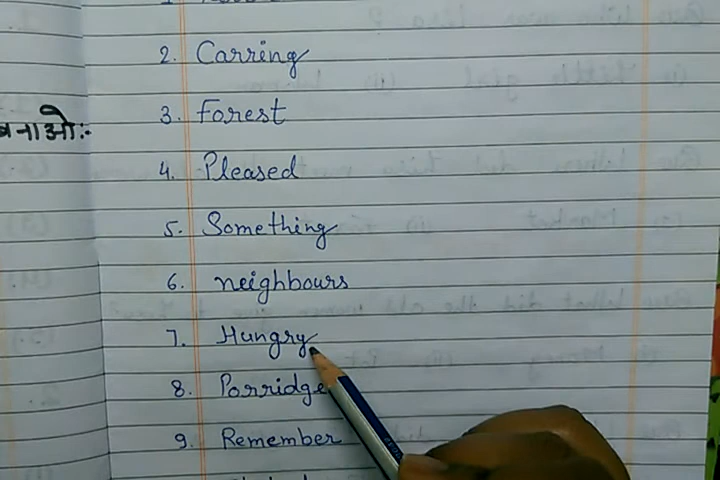 2. Carring
3. Forest
बनाओ:-
4. Pleased
5. Something
6. neighbours
7. Hungry
8. Porridge
9. Remember